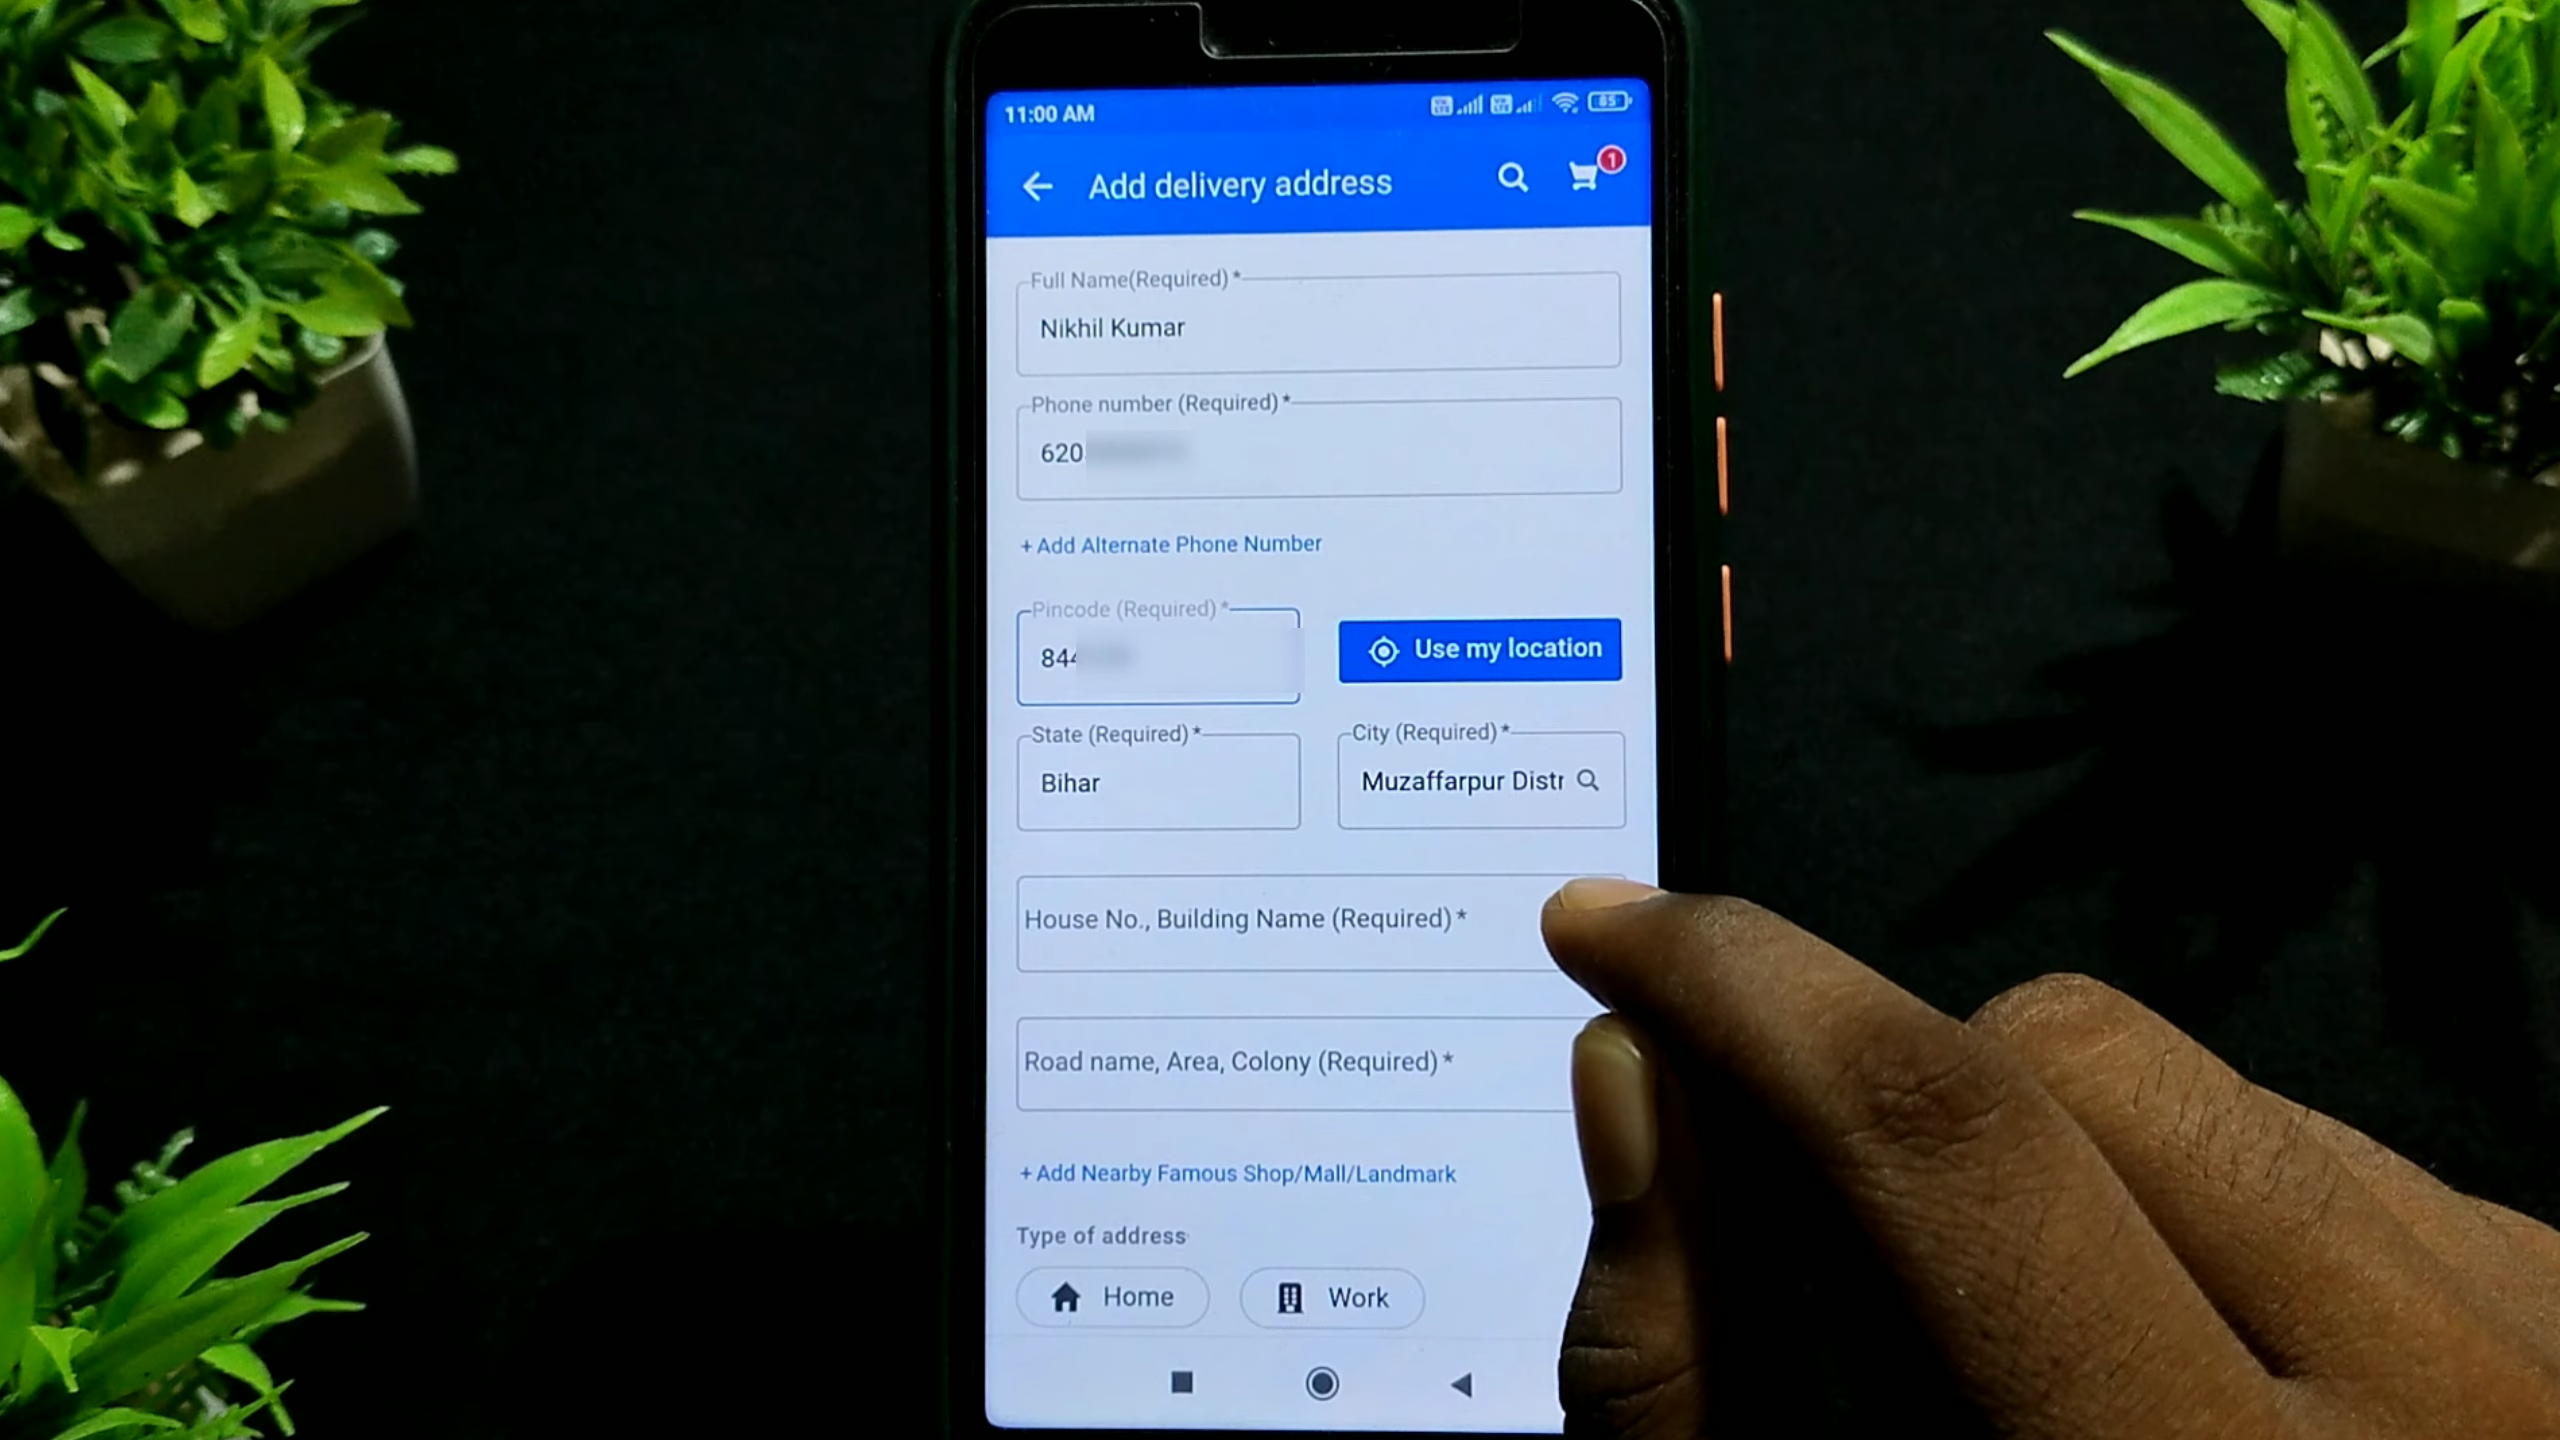 11:00 AM
85
Add delivery address
1
Full Name(Required) *
Nikhil Kumar
Phone number (Required) *
620
+ Add Alternate Phone Number
Pincode (Required) *
844
Use my location
State (Required) *
Bihar
City (Required) *
Muzaffarpur Distr
House No., Building Name (Required) *
Road name, Area, Colony (Required) *
+ Add Nearby Famous Shop/Mall/Landmark
Type of address
Home
Work